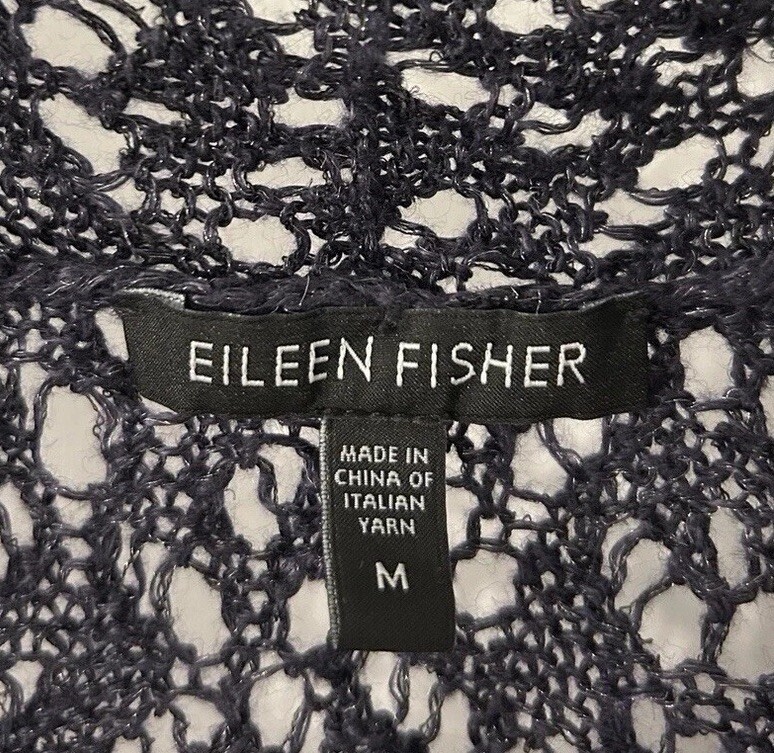 EILEEN FISHER
MADE IN
CHINA OF
ITALIAN
YARN
M